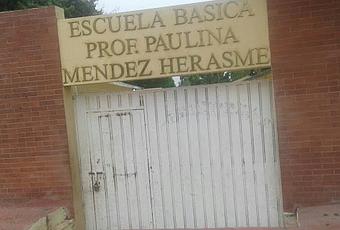 ESCUELA BASICA
PROF. PAULINA
MENDEZ HERASME